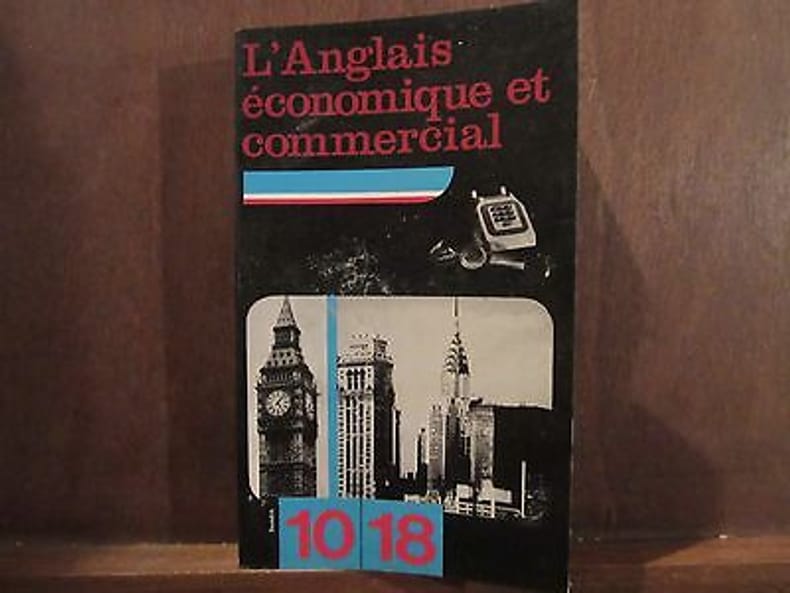 L'Anglais
économique et
commercial
10 18